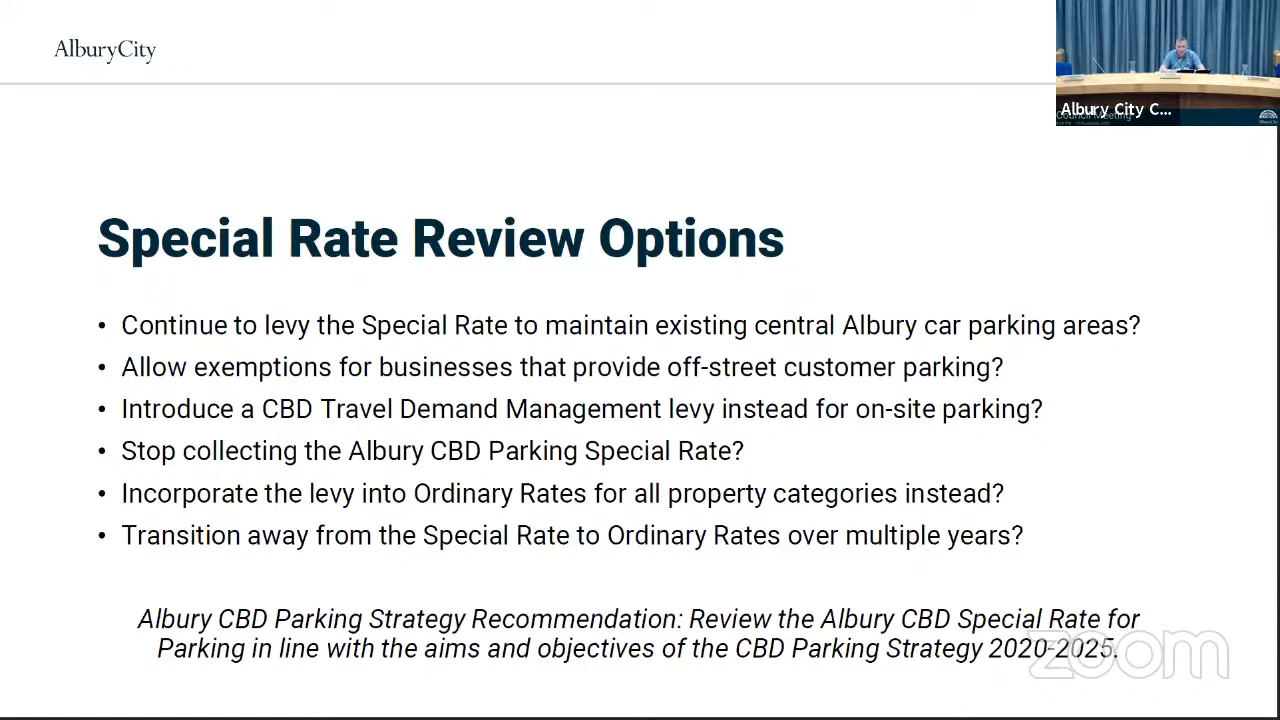 AlburyCity
Albury City C...
Council Meeting
Special Rate Review Options
• Continue to levy the Special Rate to maintain existing central Albury car parking areas?
• Allow exemptions for businesses that provide off-street customer parking?
• Introduce a CBD Travel Demand Management levy instead for on-site parking?
• Stop collecting the Albury CBD Parking Special Rate?
• Incorporate the levy into Ordinary Rates for all property categories instead?
• Transition away from the Special Rate to Ordinary Rates over multiple years?
Albury CBD Parking Strategy Recommendation: Review the Albury CBD Special Rate for
Parking in line with the aims and objectives of the CBD Parking Strategy 2020-2025.
zoom